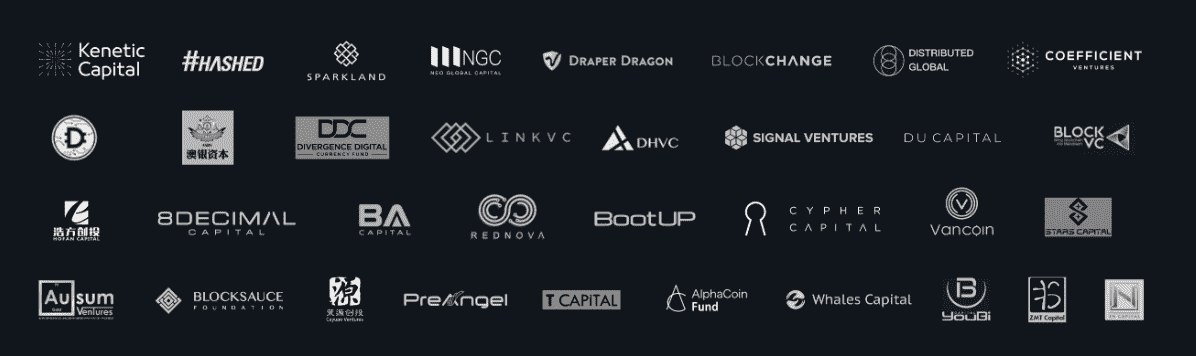 Kenetic
Capital
#HASHED
SPARKLAND
NGC
NGC GLOBAL CAPITAL
DRAPER DRAGON
BLOCKCHANGE
DISTRIBUTED
GLOBAL
COEFFICIENT
VENTURES
D
澳银资本
DDC
DIVERGENCE DIGITAL
CURRENCY FUND
LINKVC
DHVC
SIGNAL VENTURES
DU CAPITAL
BLOCK
VC
浩方创投
HOFAN CAPITAL
8DECIMAL
CAPITAL
BA
CAPITAL
REDNOVA
BootUP
CYPHER
CAPITAL
V
Vancoin
STARS CAPITAL
Ausum
Ventures
BLOCKSAUCE
FOUNDATION
源
Ceyuan Ventures
PreAngel
T CAPITAL
AlphaCoin
Fund
Whales Capital
B
YouBi
ZMT Capital
N